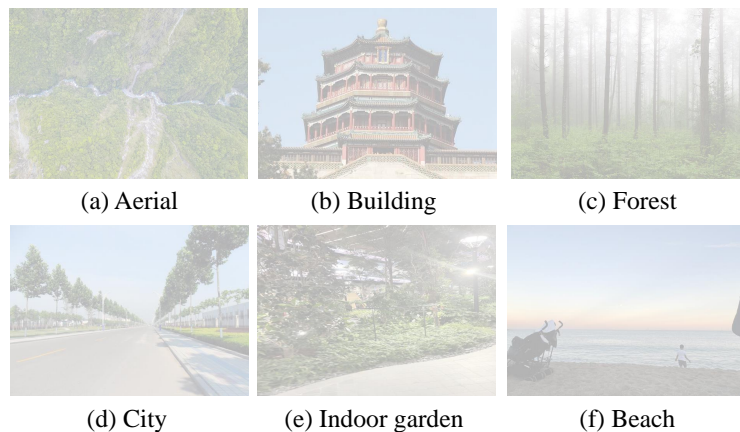 (a) Aerial
(b) Building
(c) Forest
(d) City
(e) Indoor garden
(f) Beach